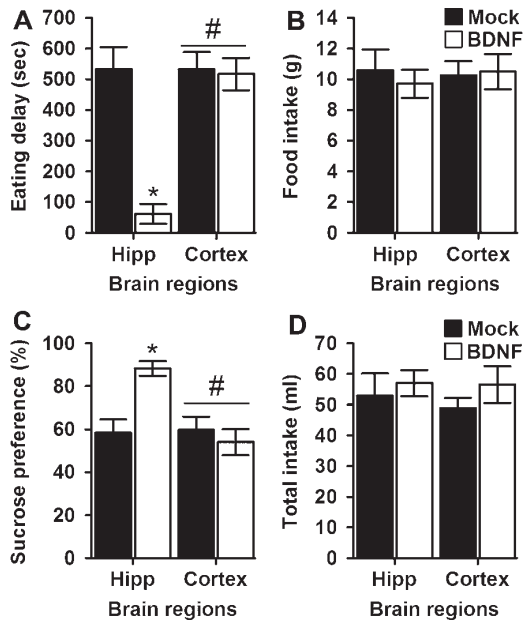 A
Eating delay (sec)
700
600
500
400
300
200
100
0
*
#
Hipp Cortex
Brain regions
B
Mock
BDNF
Food intake (g)
14
12
10
8
6
4
2
0
Hipp Cortex
Brain regions
C
Sucrose preference (%)
100
80
60
40
20
0
*
#
Hipp Cortex
Brain regions
D
Mock
BDNF
Total intake (ml)
70
60
50
40
30
20
10
0
Hipp Cortex
Brain regions